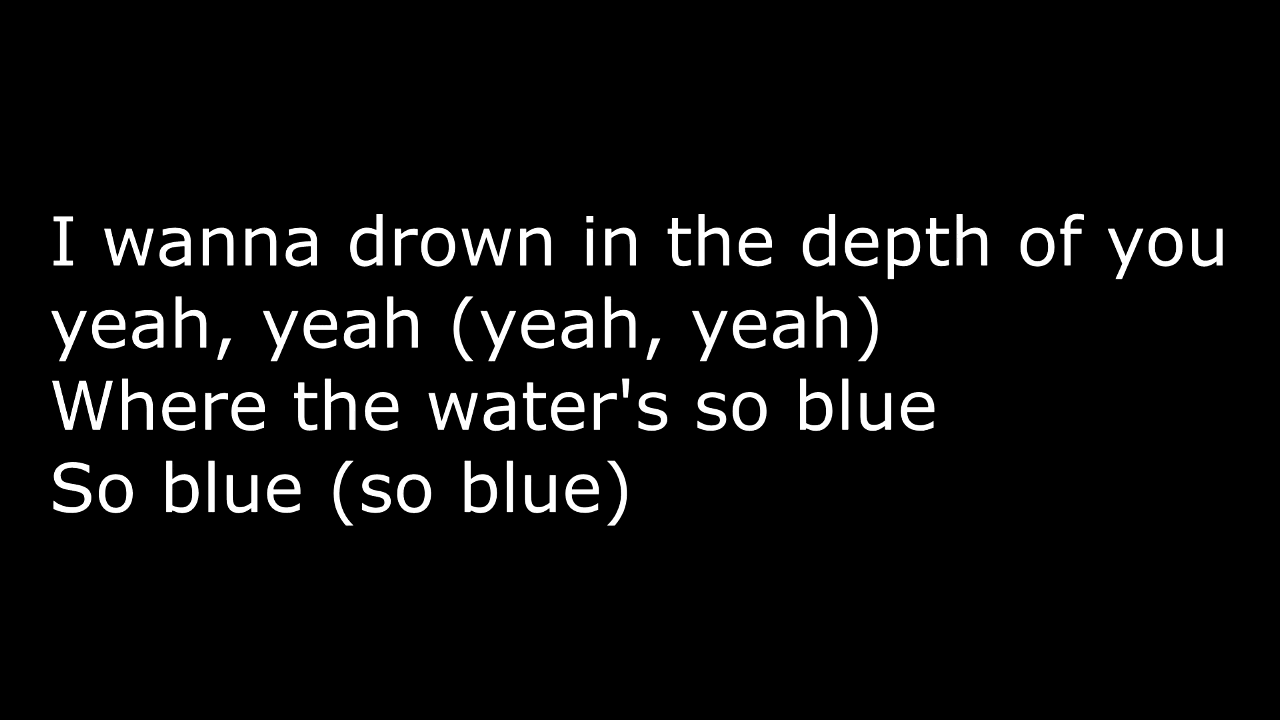 I wanna drown in the depth of you
yeah, yeah (yeah, yeah)
Where the water's so blue
So blue (so blue)